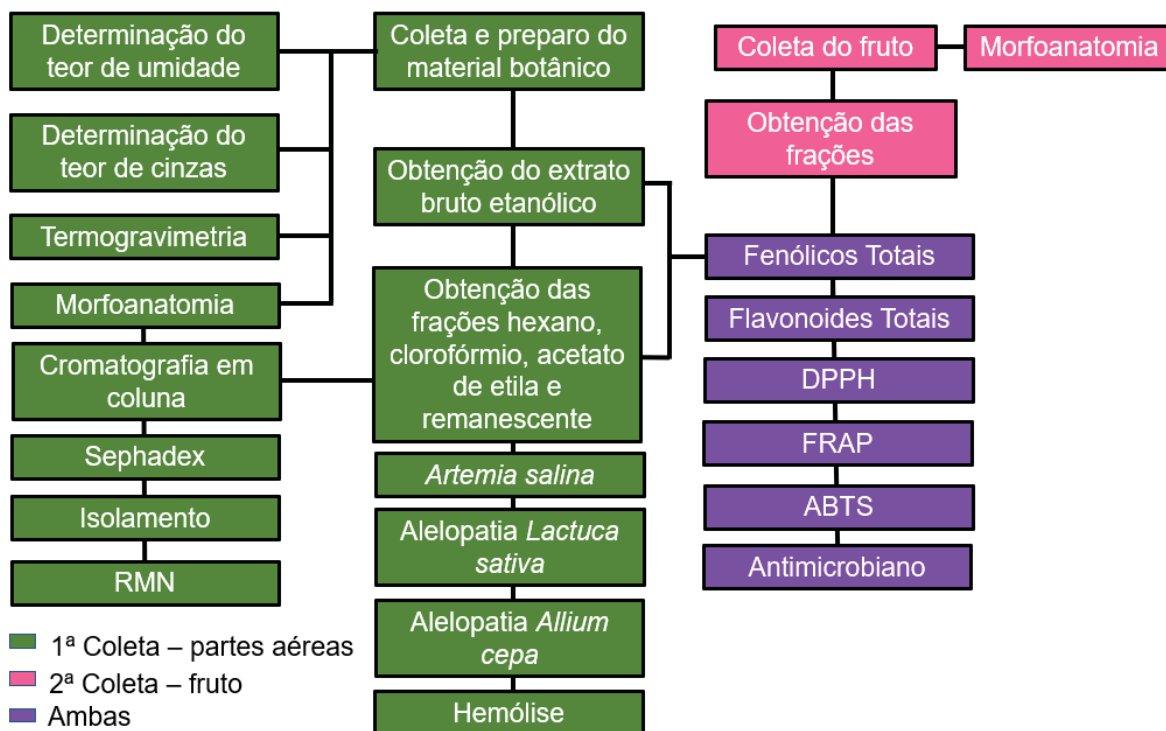 Determinação do
teor de umidade
Determinação do
teor de cinzas
Termogravimetria
Morfoanatomia
Cromatografia em
coluna
Sephadex
Isolamento
RMN
1ª Coleta – partes aéreas
2ª Coleta – fruto
Ambas
Coleta e preparo do
material botânico
Obtenção do extrato
bruto etanólico
Obtenção das
frações hexano,
clorofórmio, acetato
de etila e
remanescente
Artemia salina
Alelopatia Lactuca
sativa
Alelopatia Allium
cepa
Hemólise
Coleta do fruto
Morfoanatomia
Obtenção das
frações
Fenólicos Totais
Flavonoides Totais
DPPH
FRAP
ABTS
Antimicrobiano